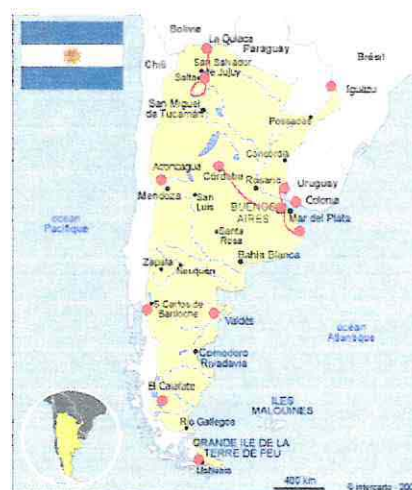 Bolivie
La Quiaca
Paraguay
Chili
San Salvador
de Jujuy
Brésil
Salta
Iguazu
San Miguel
de Tucumán
Possadas
Concordia
Aconcagua
Córdoba
Rosario
Uruguay
Mendoza
San
Luis
Colonia
BUENOS
AIRES
Mar del Plata
océan
Pacifique
Santa
Rosa
Zapala
Neuquén
Bahía Blanca
S Carlos de
Bariloche
Valdés
océan
Atlantique
Comodoro
Rivadavia
El Calafate
ILES
MALOUINES
Rio Gallegos
GRANDE ILE DE LA
TERRE DE FEU
Ushuaia
400 km
© intercarto - 200